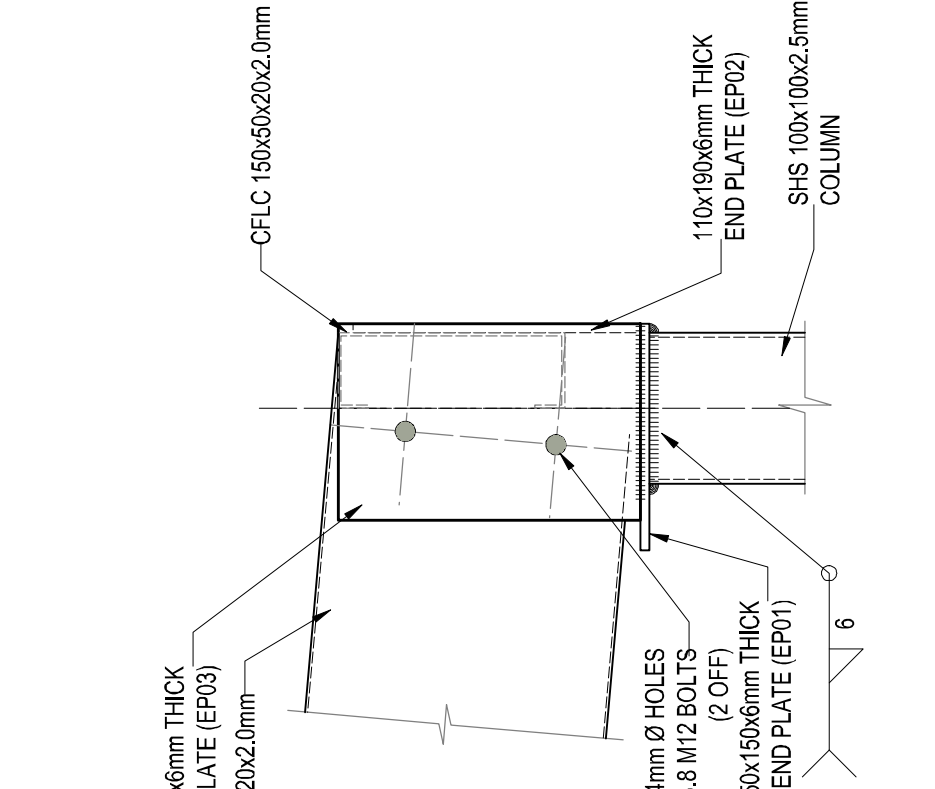 CFLC 150x50x20x2.0mm
110x190x6mm THICK
END PLATE (EP02)
SHS 100x100x2.5mm
COLUMN
x6mm THICK
LATE (EP03)
20x2.0mm
4mm Ø HOLES
.8 M12 BOLTS
(2 OFF)
50x150x6mm THICK
END PLATE (EP01)
6